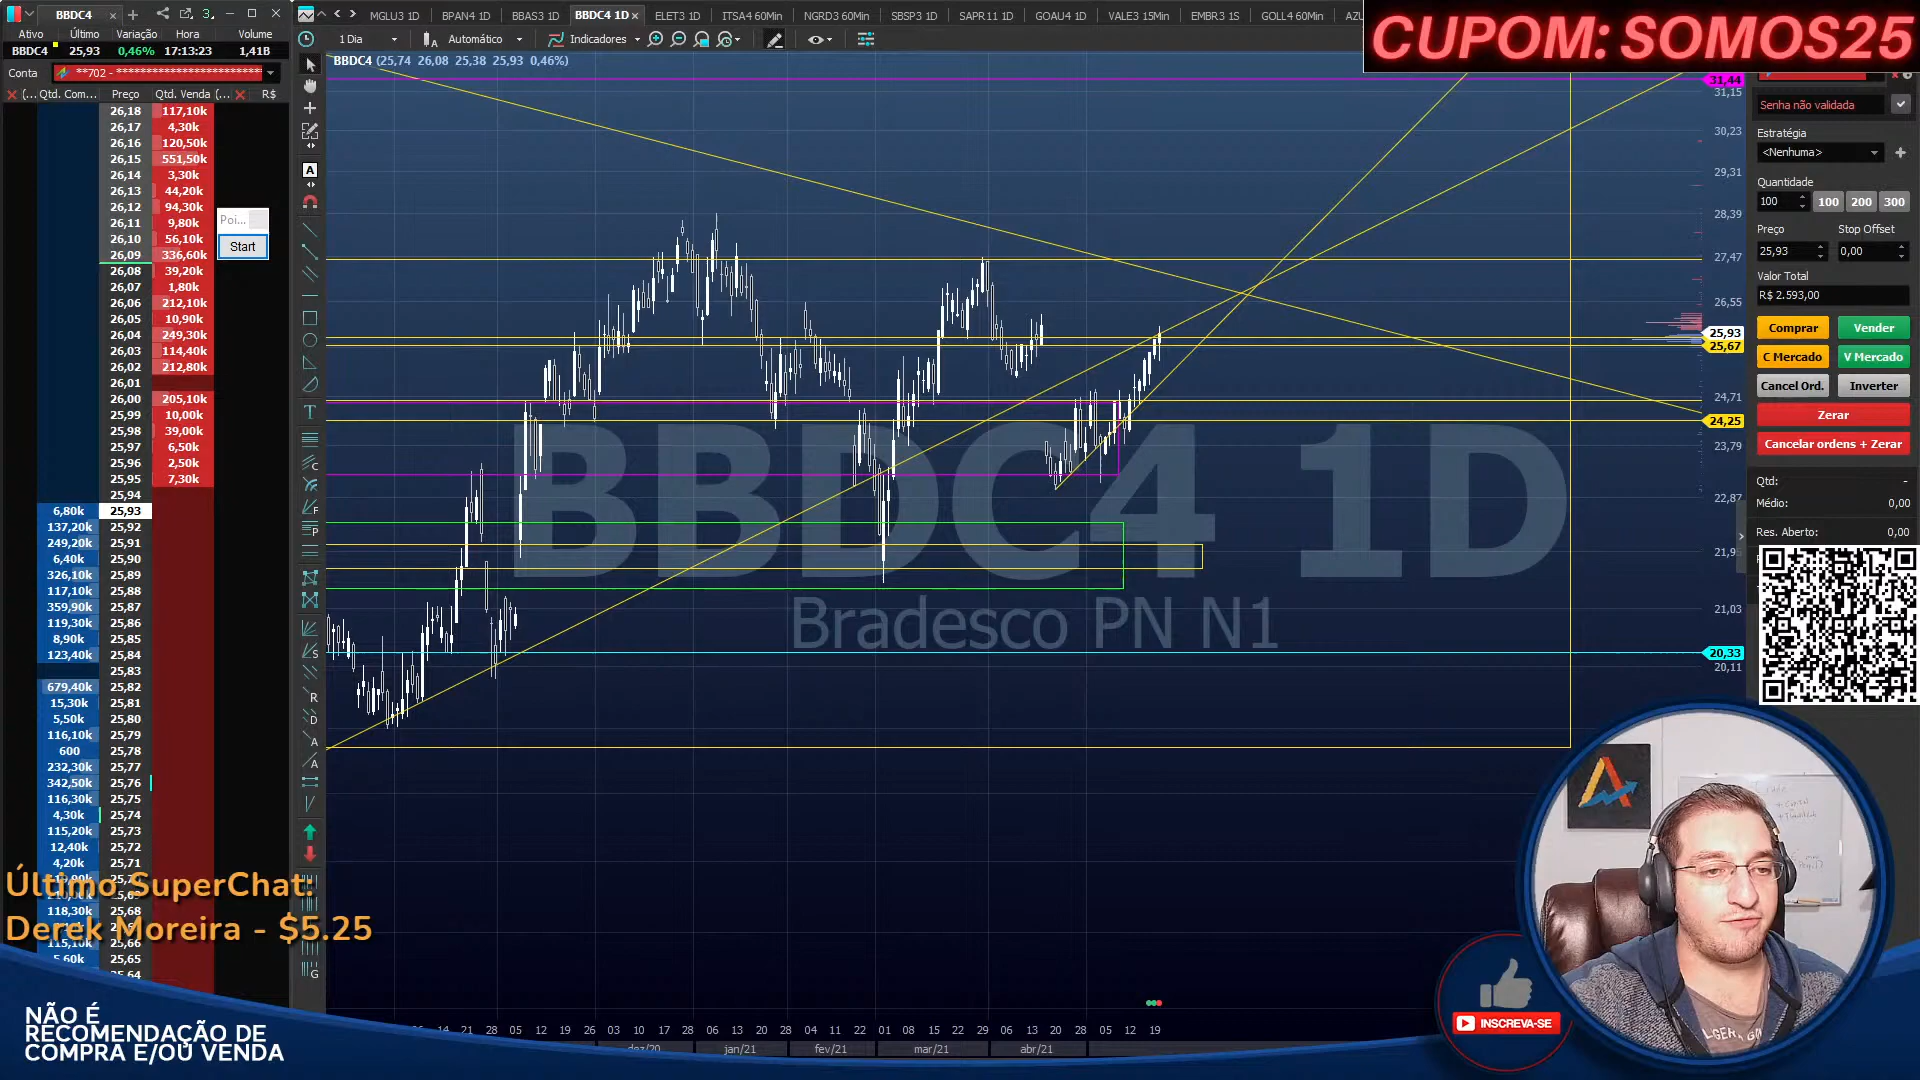 BBDC4
3
MGLU3 1D
BPAN4 1D
BBAS3 1D
BBDC4 1D
ELET3 1D
ITSA4 60Min
NGRD3 60Min
SBSP3 1D
SAPR11 1D
GOAU4 1D
VALE3 15Min
EMBR3 1S
GOLL4 60Min
CUPOM: SOMOS25
Ativo Último Variação Hora Volume
BBDC4 25,93 0,46% 17:13:23 1,41B
Conta **702 -
1 Dia
Automático
Indicadores
BBDC4 (25,74 26,08 25,38 25,93 0,46%)
Qtd. Com... Preço Qtd. Venda (... R$
26,18 117,10k
26,17 4,30k
26,16 120,50k
26,15 551,50k
26,14 3,30k
26,13 44,20k
26,12 94,30k
26,11 9,80k
26,10 56,10k
26,09 336,60k
26,08 39,20k
26,07 1,80k
26,06 212,10k
26,05 10,90k
26,04 249,30k
26,03 114,40k
26,02 212,80k
26,01
26,00 205,10k
25,99 10,00k
25,98 39,00k
25,97 6,50k
25,96 2,50k
25,95 7,30k
25,94
6,80k 25,93
137,20k 25,92
249,20k 25,91
6,40k 25,90
326,10k 25,89
117,10k 25,88
359,90k 25,87
119,30k 25,86
8,90k 25,85
123,40k 25,84
25,83
679,40k 25,82
15,30k 25,81
5,50k 25,80
116,10k 25,79
600 25,78
232,30k 25,77
342,50k 25,76
116,30k 25,75
4,30k 25,74
115,20k 25,73
12,40k 25,72
4,20k 25,71
118,30k 25,68
25,66
5,60k 25,65
Poi...
Start
BBDC4 1D
Bradesco PN N1
31,44
31,15
30,23
29,31
28,39
27,47
26,55
25,93
25,67
24,71
24,25
23,79
22,87
21,95
21,03
20,33
20,11
14 21 28 05 12 19 26 03 10 17 28 06 13 20 28 04 11 22 01 08 15 22 29 06 13 20 28 05 12 19
dez/20 jan/21 fev/21 mar/21 abr/21
Senha não validada
Estratégia
<Nenhuma>
Quantidade
100 100 200 300
Preço Stop Offset
25,93 0,00
Valor Total
R$ 2.593,00
Comprar Vender
C Mercado V Mercado
Cancel Ord. Inverter
Zerar
Cancelar ordens + Zerar
Qtd: -
Médio: 0,00
Res. Aberto: 0,00
Último SuperChat:
Derek Moreira - $5.25
NÃO É
RECOMENDAÇÃO DE
COMPRA E/OU VENDA
INSCREVA-SE